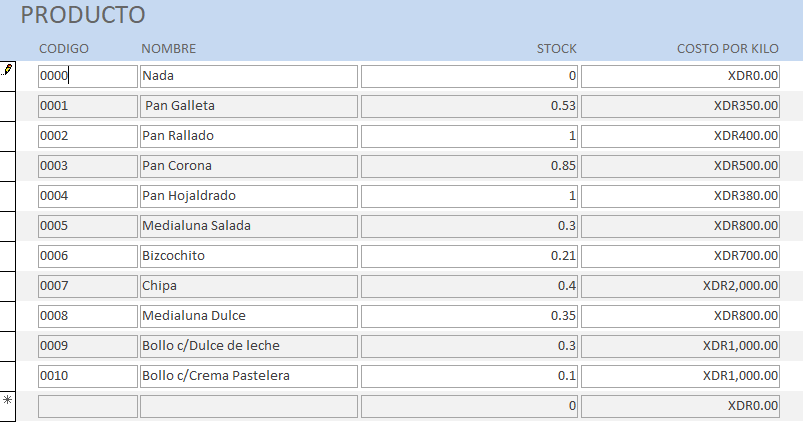 PRODUCTO
CODIGO NOMBRE STOCK COSTO POR KILO
0000 Nada 0 XDR0.00
0001 Pan Galleta 0.53 XDR350.00
0002 Pan Rallado 1 XDR400.00
0003 Pan Corona 0.85 XDR500.00
0004 Pan Hojaldrado 1 XDR380.00
0005 Medialuna Salada 0.3 XDR800.00
0006 Bizcochito 0.21 XDR700.00
0007 Chipa 0.4 XDR2,000.00
0008 Medialuna Dulce 0.35 XDR800.00
0009 Bollo c/Dulce de leche 0.3 XDR1,000.00
0010 Bollo c/Crema Pastelera 0.1 XDR1,000.00
0 XDR0.00